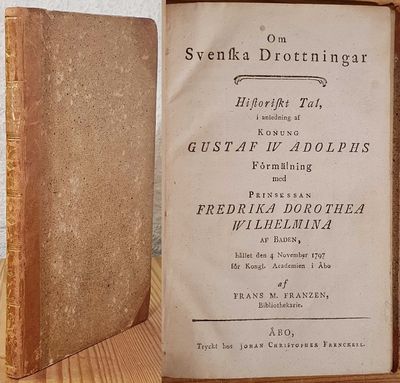 Om
Svenſka Drottningar
Hiſtoriſkt Tal,
i anledning af
KONUNG
GUSTAF IV ADOLPHS
Förmälning
med
PRINSESSAN
FREDRIKA DOROTHEA
WILHELMINA
AF BADEN,
hållet den 4 November 1797
för Kongl. Academien i Åbo
af
FRANS M. FRANZEN,
Bibliothekarie.
ÅBO,
Tryckt hos JOHAN CHRISTOPHER FRENCKELL.